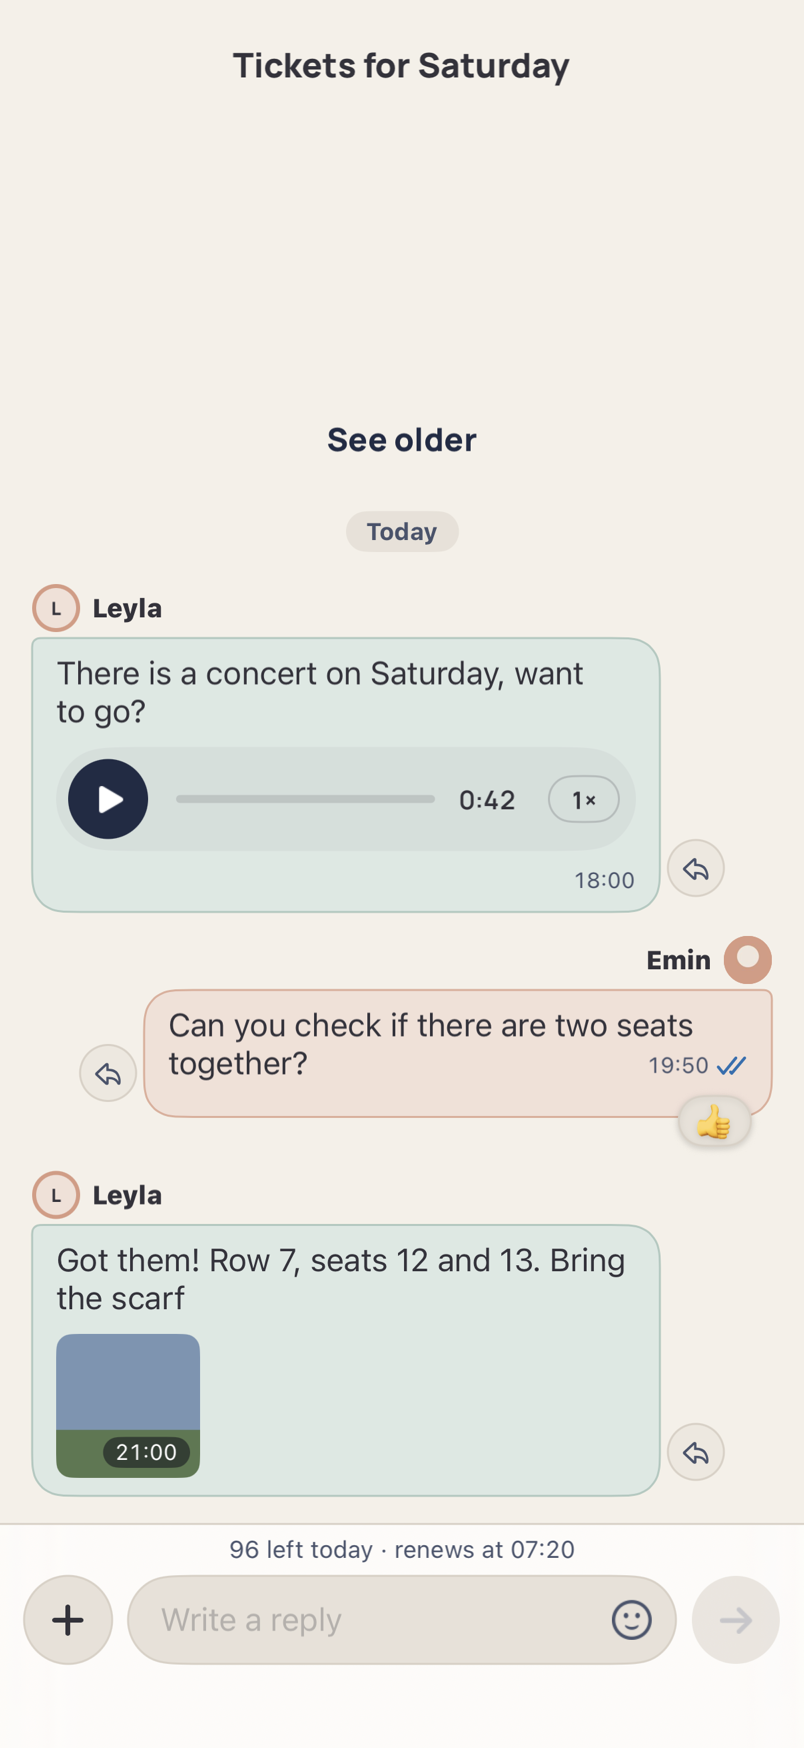 Tickets for Saturday
See older
Today
L Leyla
There is a concert on Saturday, want
to go?
0:42 1×
18:00
Emin
Can you check if there are two seats
together? 19:50
👍
L Leyla
Got them! Row 7, seats 12 and 13. Bring
the scarf
21:00
96 left today · renews at 07:20
Write a reply